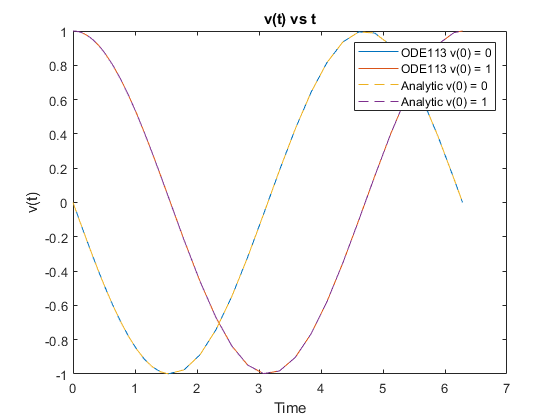 v(t) vs t
ODE113 v(0) = 0
ODE113 v(0) = 1
Analytic v(0) = 0
Analytic v(0) = 1
1
0.8
0.6
0.4
0.2
0
-0.2
-0.4
-0.6
-0.8
-1
v(t)
0 1 2 3 4 5 6 7
Time